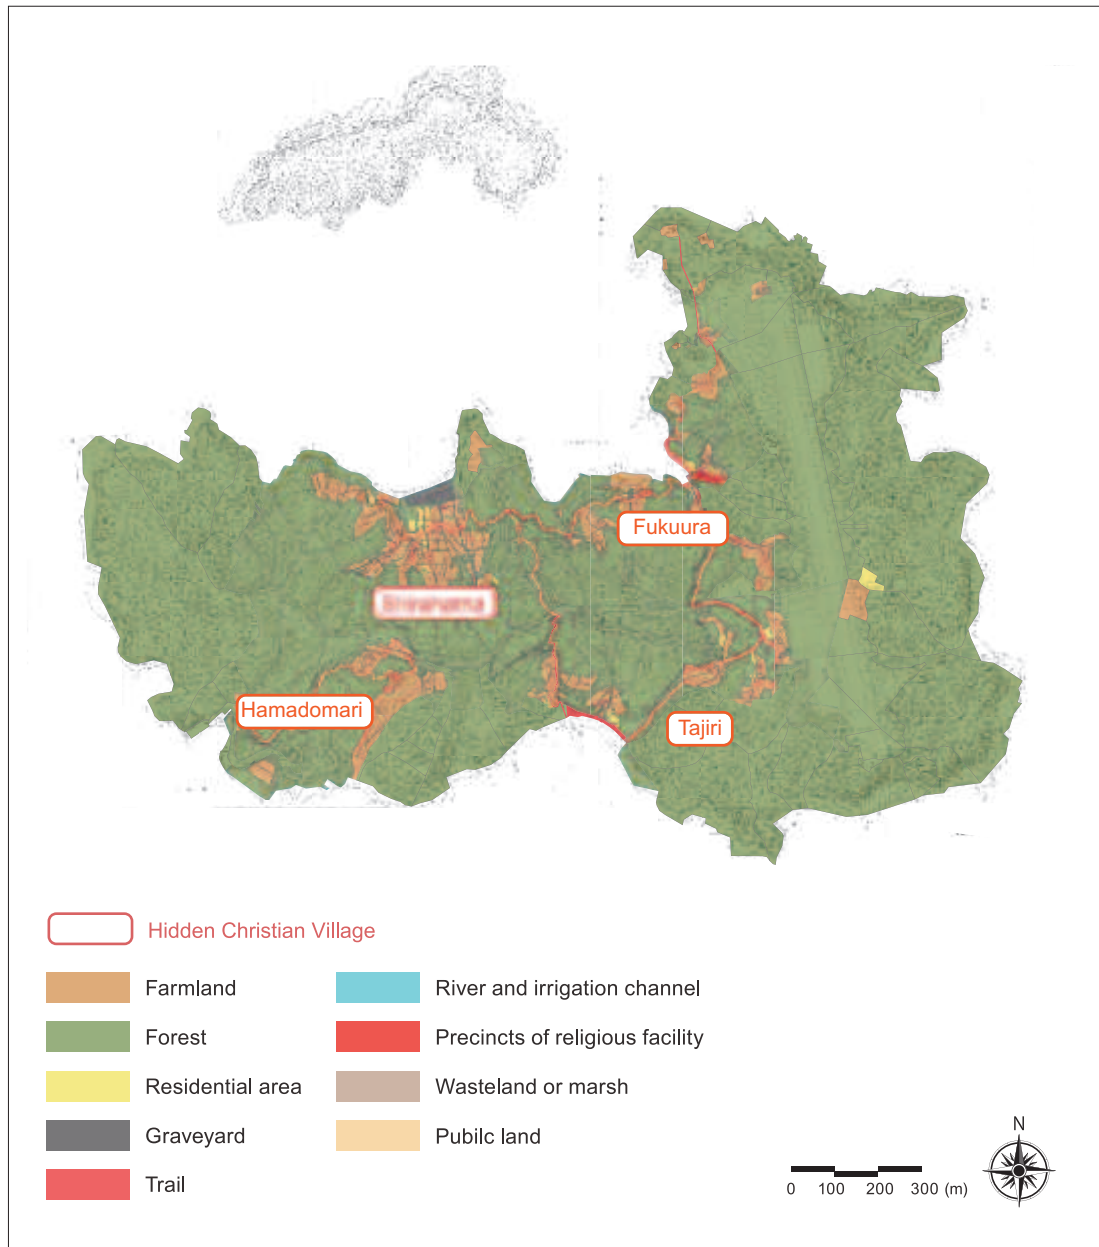 Fukuura
Hamadomari
Tajiri
Hidden Christian Village
Farmland
River and irrigation channel
Forest
Precincts of religious facility
Residential area
Wasteland or marsh
Graveyard
Pubilc land
Trail
N
0 100 200 300 (m)